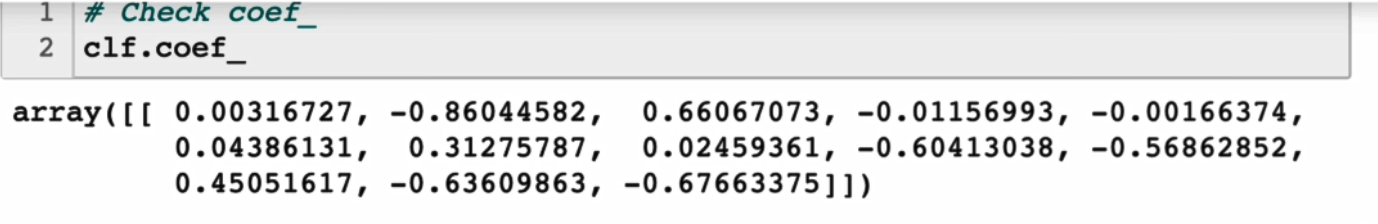 1 # Check coef_
2 clf.coef_
array([[ 0.00316727, -0.86044582, 0.66067073, -0.01156993, -0.00166374,
0.04386131, 0.31275787, 0.02459361, -0.60413038, -0.56862852,
0.45051617, -0.63609863, -0.67663375]])